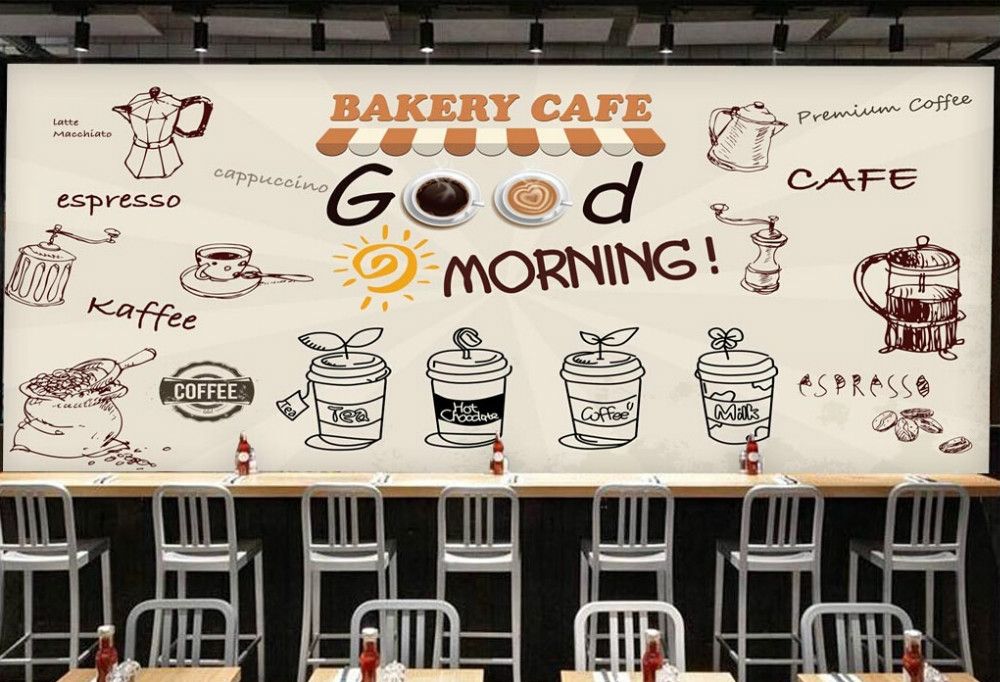 BAKERY CAFE
Latte
Macchiato
Premium Coffee
cappuccino
Good
CAFE
espresso
MORNING!
Kaffee
COFFEE
ASPRASSO
Tea
Tea
Hot
Chocolate
Coffee
Milk